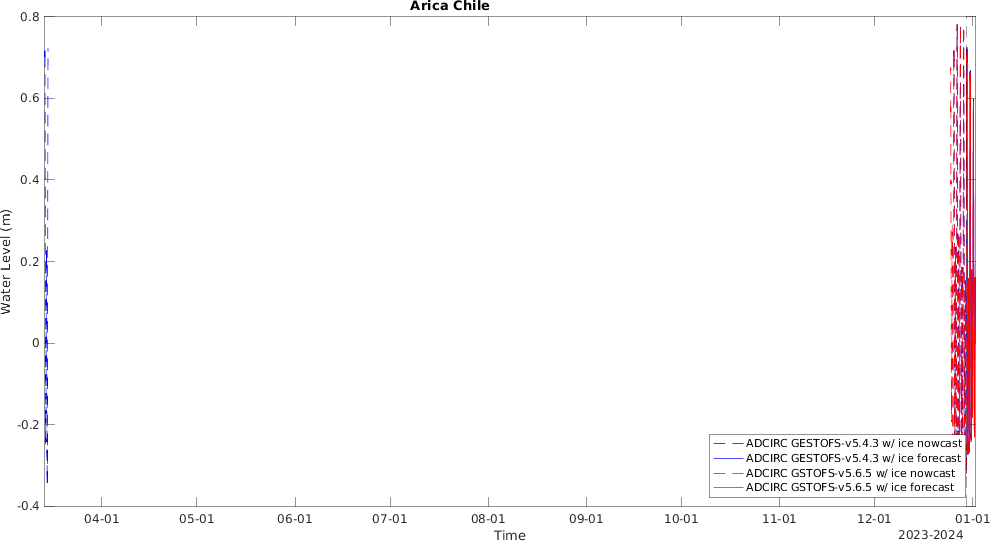 Arica Chile
0.8
0.6
0.4
0.2
0
-0.2
-0.4
Water Level (m)
ADCIRC GESTOFS-v5.4.3 w/ ice nowcast
ADCIRC GESTOFS-v5.4.3 w/ ice forecast
ADCIRC GSTOFS-v5.6.5 w/ ice nowcast
ADCIRC GSTOFS-v5.6.5 w/ ice forecast
04-01 05-01 06-01 07-01 08-01 09-01 10-01 11-01 12-01 01-01
Time
2023-2024